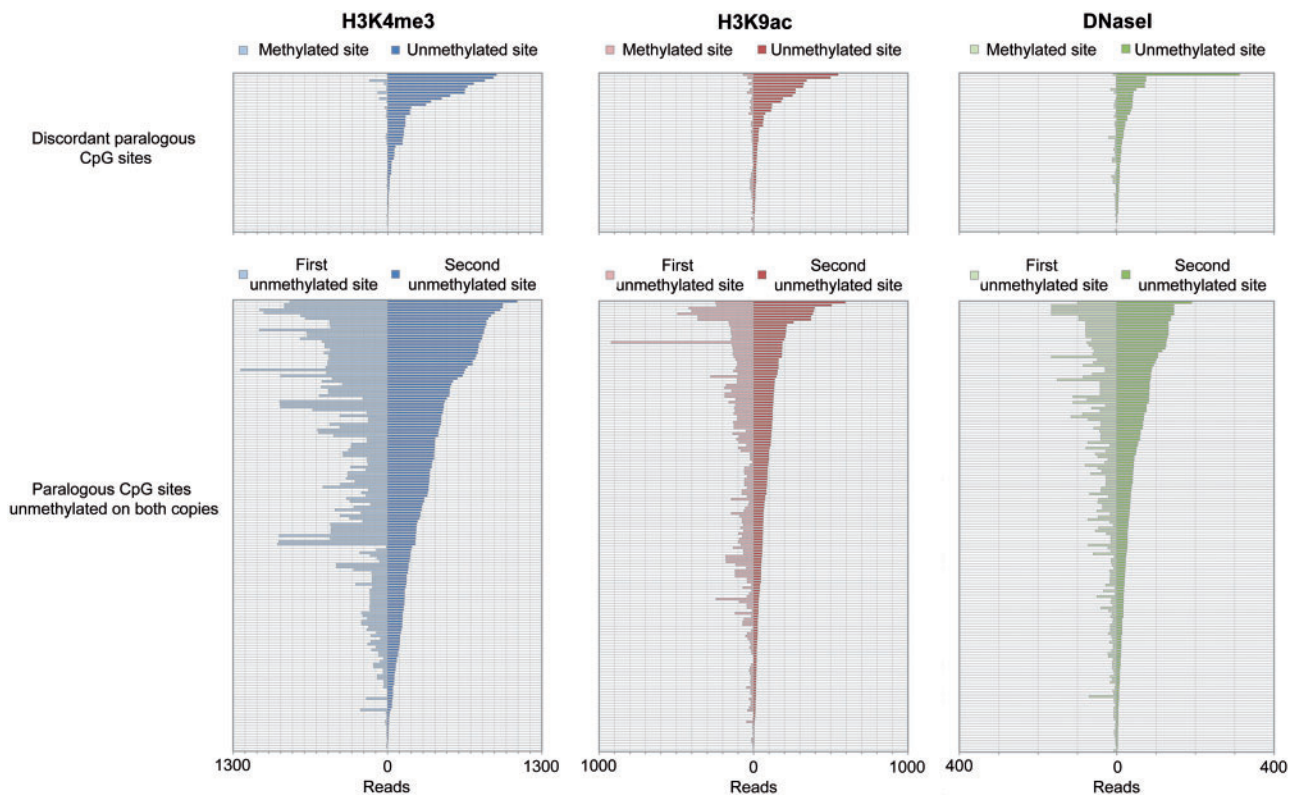 H3K4me3
H3K9ac
DNaseI
Methylated site Unmethylated site
Methylated site Unmethylated site
Methylated site Unmethylated site
Discordant paralogous
CpG sites
First
unmethylated site
Second
unmethylated site
First
unmethylated site
Second
unmethylated site
First
unmethylated site
Second
unmethylated site
Paralogous CpG sites
unmethylated on both copies
1300 0 1300
1000 0 1000
400 0 400
Reads
Reads
Reads